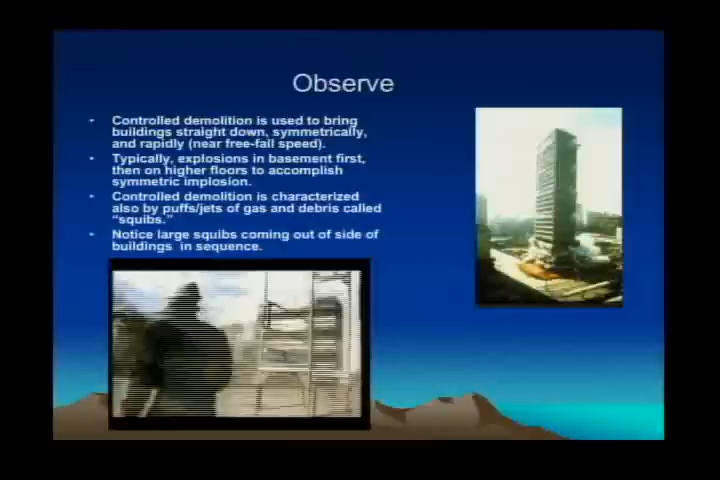 Observe
• Controlled demolition is used to bring
buildings straight down, symmetrically,
and rapidly (near free-fall speed).
• Typically, explosions in basement first,
then on higher floors to accomplish
symmetric implosion.
• Controlled demolition is characterized
also by puffs/jets of gas and debris called
“squibs.”
• Notice large squibs coming out of side of
buildings in sequence.